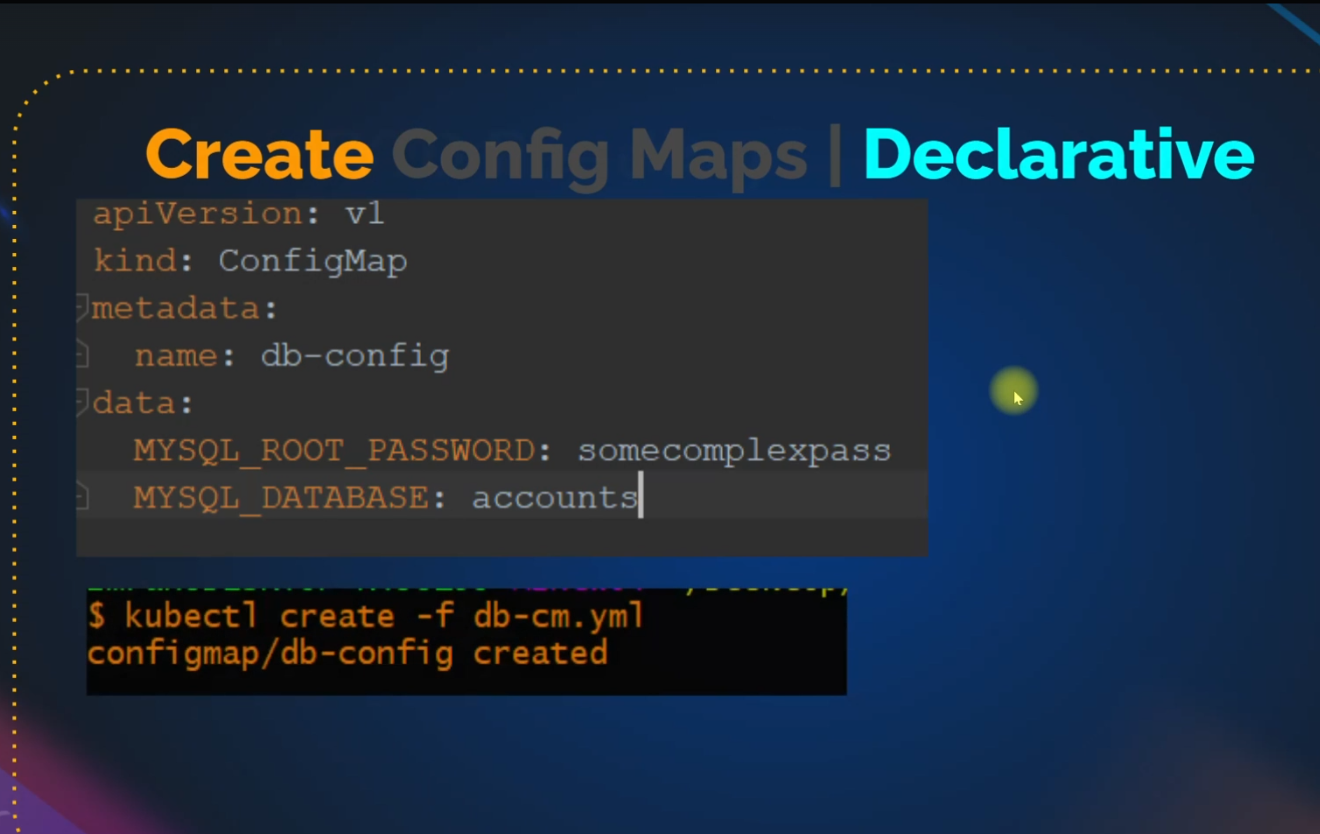 Create Config Maps | Declarative
apiVersion: v1
kind: ConfigMap
metadata:
  name: db-config
data:
  MYSQL_ROOT_PASSWORD: somecomplexpass
  MYSQL_DATABASE: accounts
$ kubectl create -f db-cm.yml
configmap/db-config created